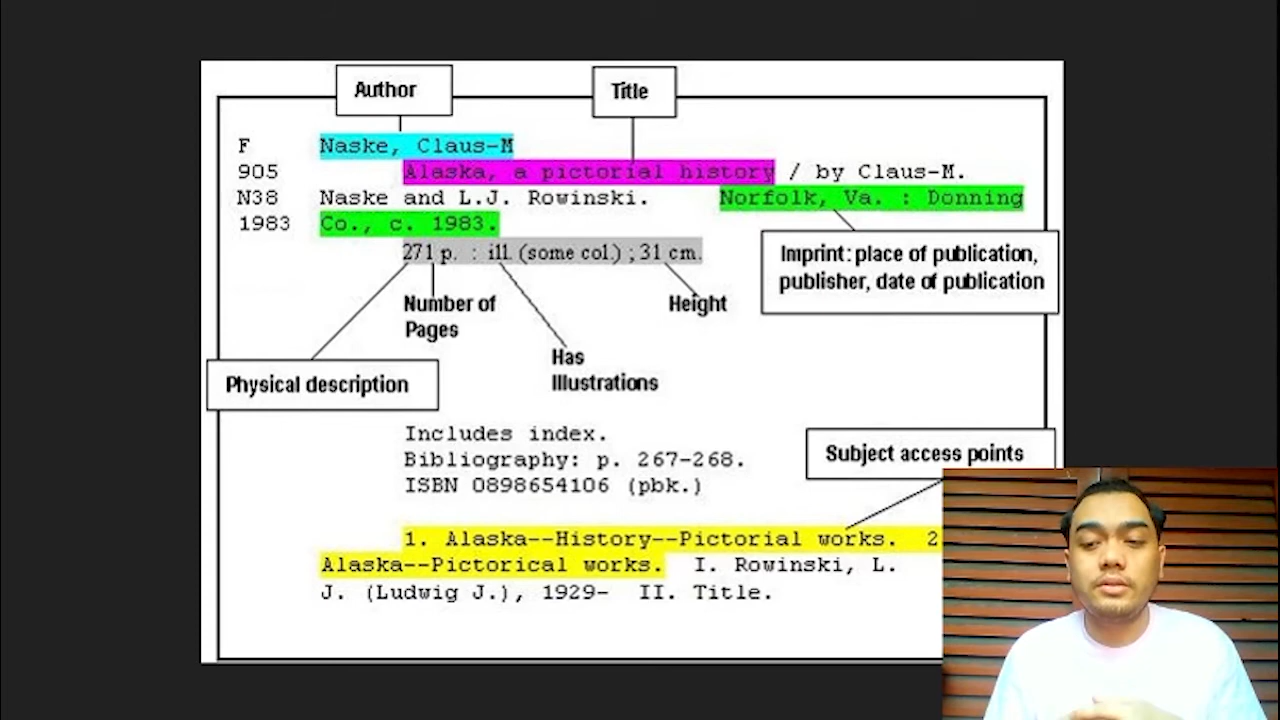 Author
Title
F Naske, Claus-M
905 Alaska, a pictorial history / by Claus-M.
N38 Naske and L.J. Rowinski. Norfolk, Va. : Donning
1983 Co., c. 1983.
271 p. : ill. (some col.) ; 31 cm.
Imprint: place of publication,
publisher, date of publication
Number of
Pages
Height
Has
Illustrations
Physical description
Includes index.
Bibliography: p. 267-268.
ISBN 0898654106 (pbk.)
Subject access points
1. Alaska--History--Pictorial works. 2
Alaska--Pictorical works. I. Rowinski, L.
J. (Ludwig J.), 1929- II. Title.